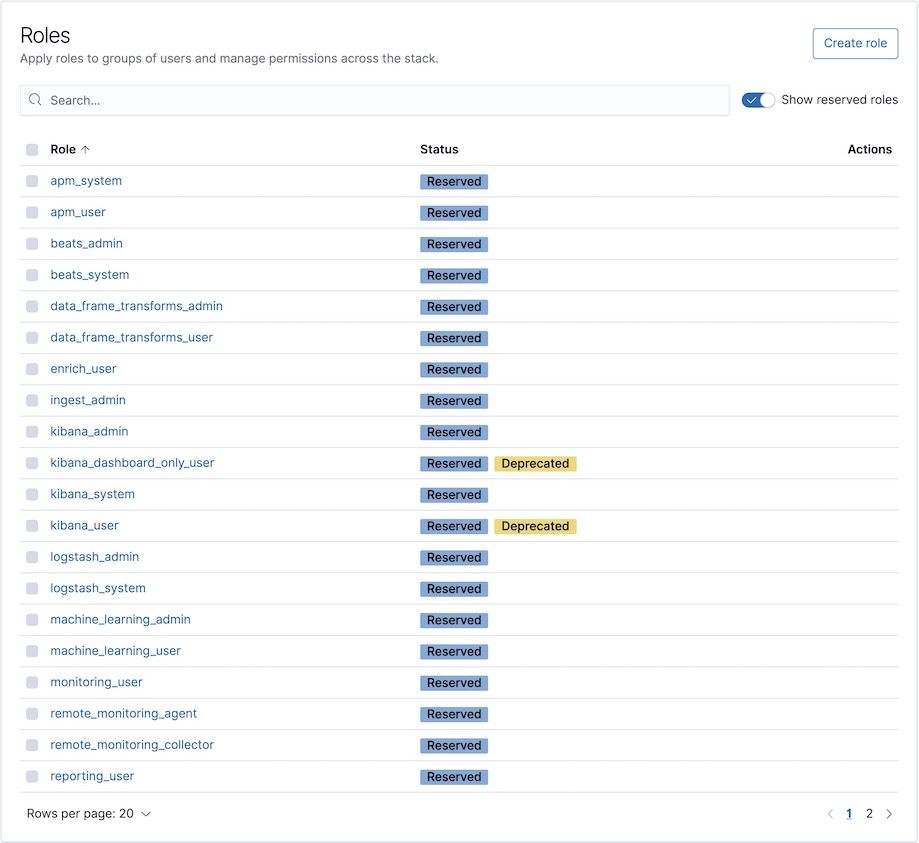 Roles
Create role
Apply roles to groups of users and manage permissions across the stack.
Search...
Show reserved roles
Role ↑ Status Actions
apm_system Reserved
apm_user Reserved
beats_admin Reserved
beats_system Reserved
data_frame_transforms_admin Reserved
data_frame_transforms_user Reserved
enrich_user Reserved
ingest_admin Reserved
kibana_admin Reserved
kibana_dashboard_only_user Reserved Deprecated
kibana_system Reserved
kibana_user Reserved Deprecated
logstash_admin Reserved
logstash_system Reserved
machine_learning_admin Reserved
machine_learning_user Reserved
monitoring_user Reserved
remote_monitoring_agent Reserved
remote_monitoring_collector Reserved
reporting_user Reserved
Rows per page: 20
1 2